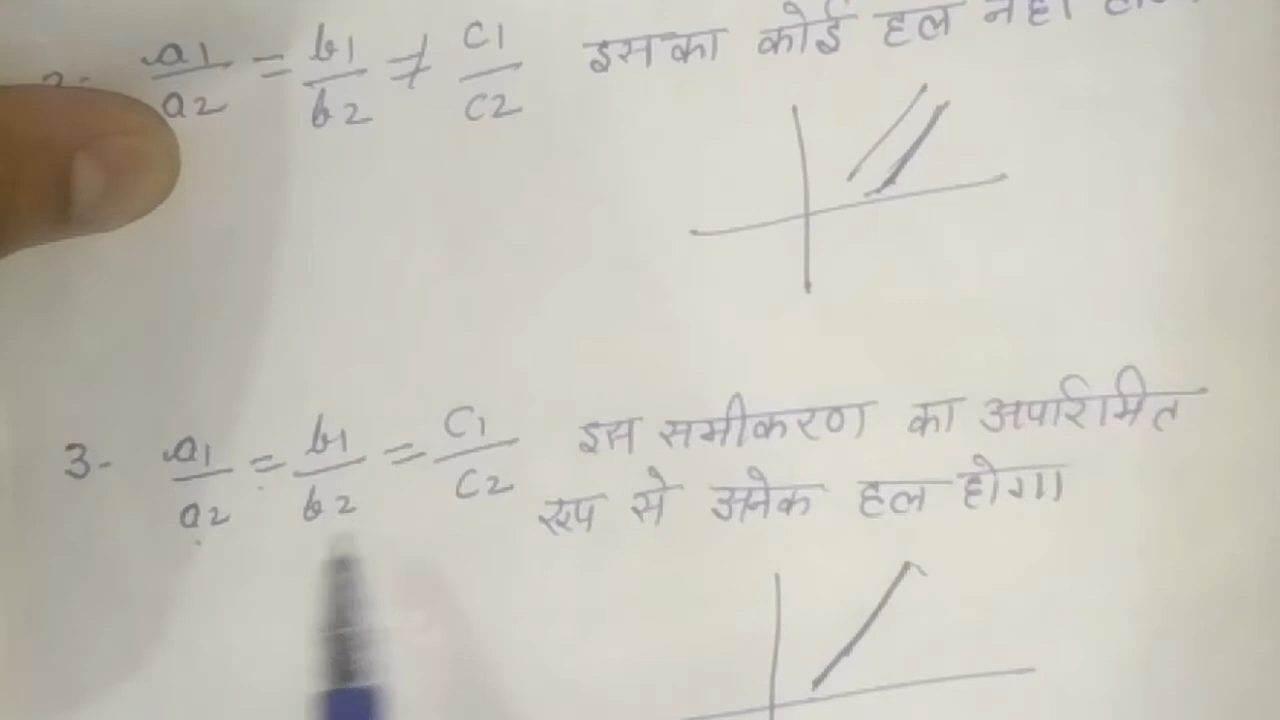 a1/a2 = b1/b2 ≠ c1/c2 इसका कोई हल नही
3- a1/a2 = b1/b2 = c1/c2 इस समीकरण का अपरिमित
रूप से अनेक हल होगा